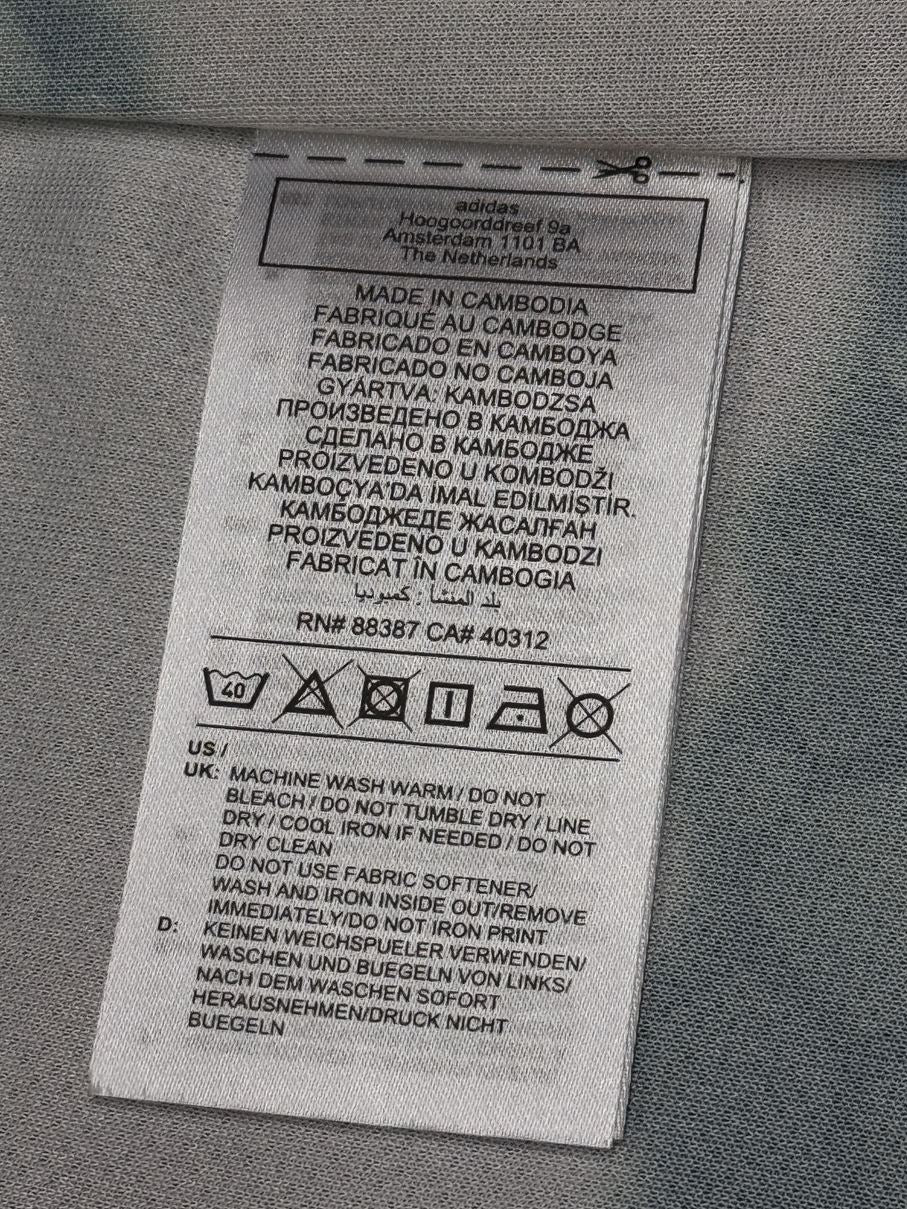 adidas
Hoogoorddreef 9a
Amsterdam 1101 BA
The Netherlands
MADE IN CAMBODIA
FABRIQUÉ AU CAMBODGE
FABRICADO EN CAMBOYA
FABRICADO NO CAMBOJA
GYÁRTVA: KAMBODZSA
ПРОИЗВЕДЕНО В КАМБОДЖА
СДЕЛАНО В КАМБОДЖЕ
PROIZVEDENO U KOMBODŽI
KAMBOÇYA'DA İMAL EDİLMİŞTİR.
КАМБОДЖЕДЕ ЖАСАЛҒАН
PROIZVEDENO U KAMBODZI
FABRICAT ÎN CAMBOGIA
بلد المنشأ : كمبوديا
RN# 88387 CA# 40312
40
US /
UK: MACHINE WASH WARM / DO NOT
BLEACH / DO NOT TUMBLE DRY / LINE
DRY / COOL IRON IF NEEDED / DO NOT
DRY CLEAN
DO NOT USE FABRIC SOFTENER/
WASH AND IRON INSIDE OUT/REMOVE
IMMEDIATELY/DO NOT IRON PRINT
D: KEINEN WEICHSPUELER VERWENDEN/
WASCHEN UND BUEGELN VON LINKS/
NACH DEM WASCHEN SOFORT
HERAUSNEHMEN/DRUCK NICHT
BUEGELN